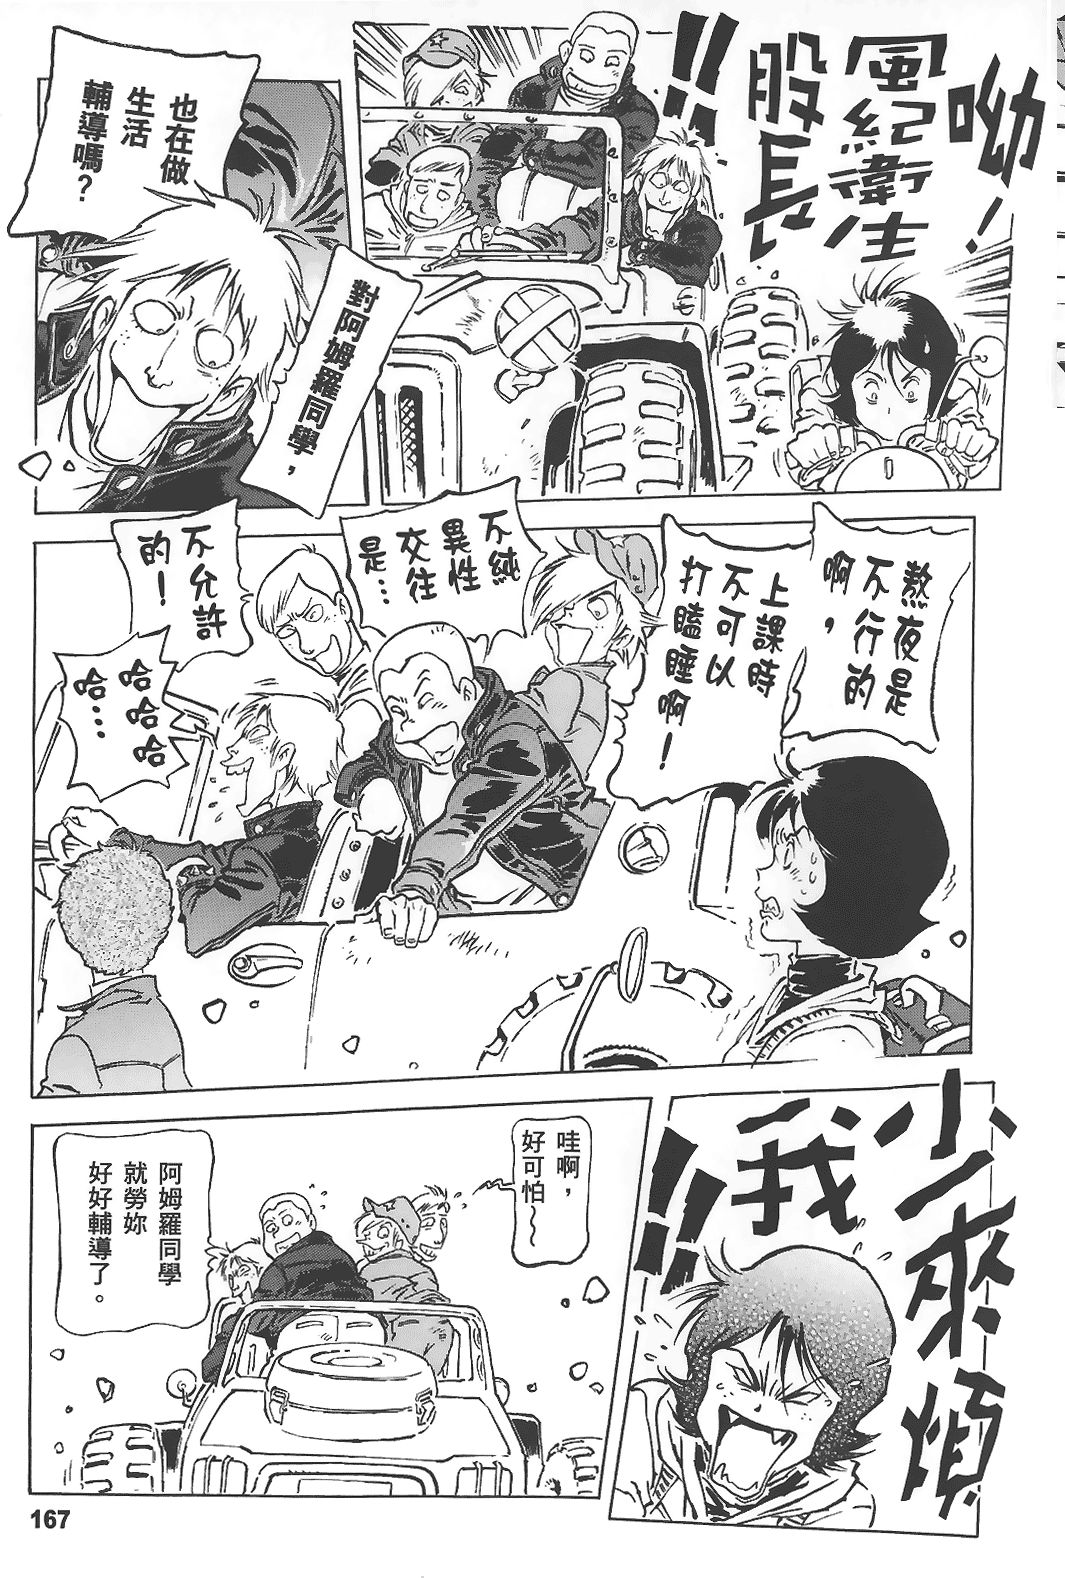 呦！
風紀衛生
股長
!!
對阿姆羅同學，
也在做
生活
輔導嗎？
熬夜是
不行的
啊，
上課時
不可以
打瞌睡啊！
不純
異性
交往
是…
不允許
的！
哈哈哈
哈…
少來煩
我
!!
哇啊，
好可怕～
阿姆羅同學
就勞妳
好好輔導了。
167